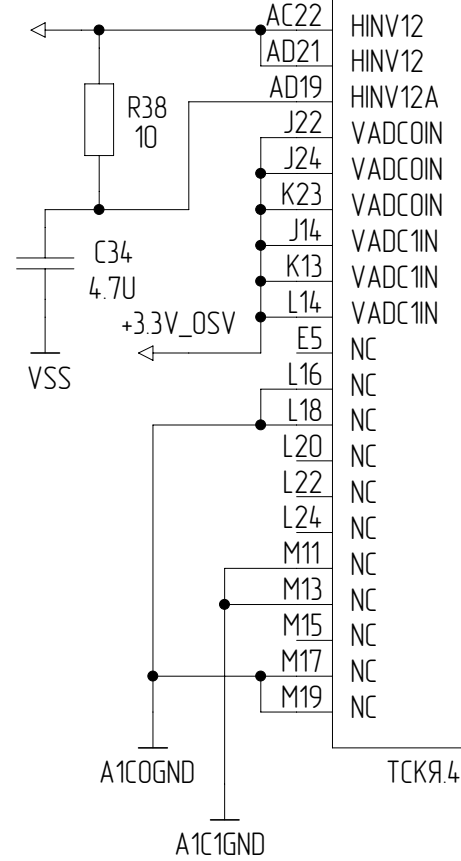 AC22 HINV12
AD21 HINV12
AD19 HINV12A
R38
10
J22 VADC0IN
J24 VADC0IN
K23 VADC0IN
J14 VADC1IN
C34
4.7U
K13 VADC1IN
L14 VADC1IN
+3.3V_0SV
E5 NC
VSS
L16 NC
L18 NC
L20 NC
L22 NC
L24 NC
M11 NC
M13 NC
M15 NC
M17 NC
M19 NC
A1C0GND
ТСКЯ.4
A1C1GND